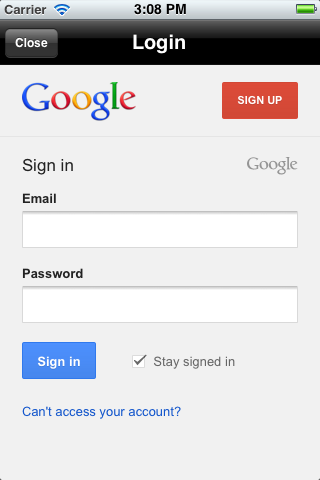 Carrier 3:08 PM
Close Login
Google SIGN UP
Sign in Google
Email
Password
Sign in Stay signed in
Can't access your account?